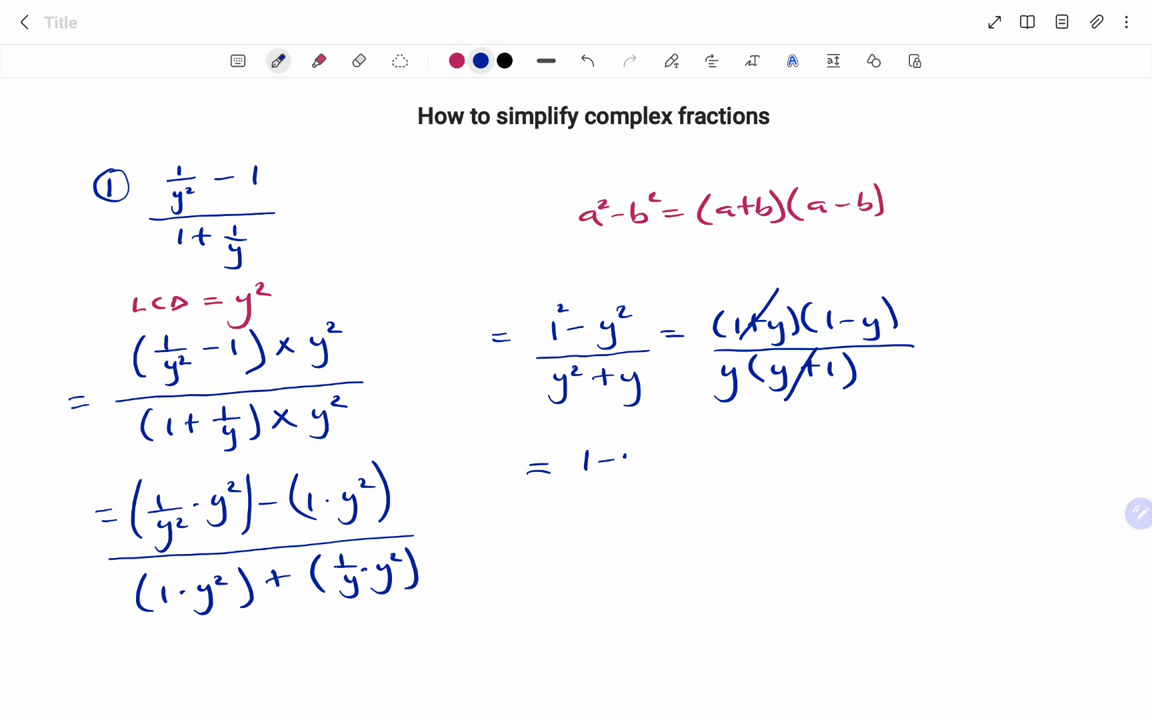 Title
How to simplify complex fractions
① (1/y² − 1)/(1 + 1/y)
LCD = y²
= ((1/y² − 1) × y²)/((1 + 1/y) × y²)
= ((1/y² · y²) − (1 · y²))/((1 · y²) + (1/y · y²))
a² − b² = (a+b)(a − b)
= (1² − y²)/(y² + y) = ((1+y)(1 − y))/(y(y+1))
= 1 −